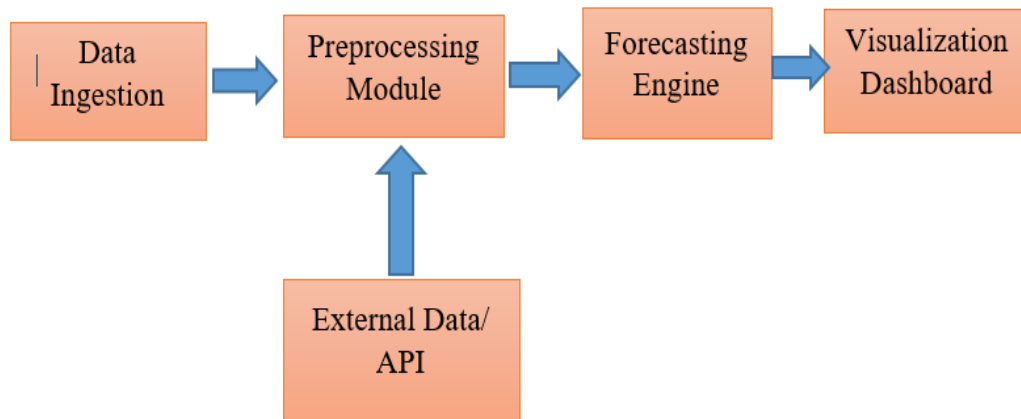 Data
Ingestion
Preprocessing
Module
Forecasting
Engine
Visualization
Dashboard
External Data/
API